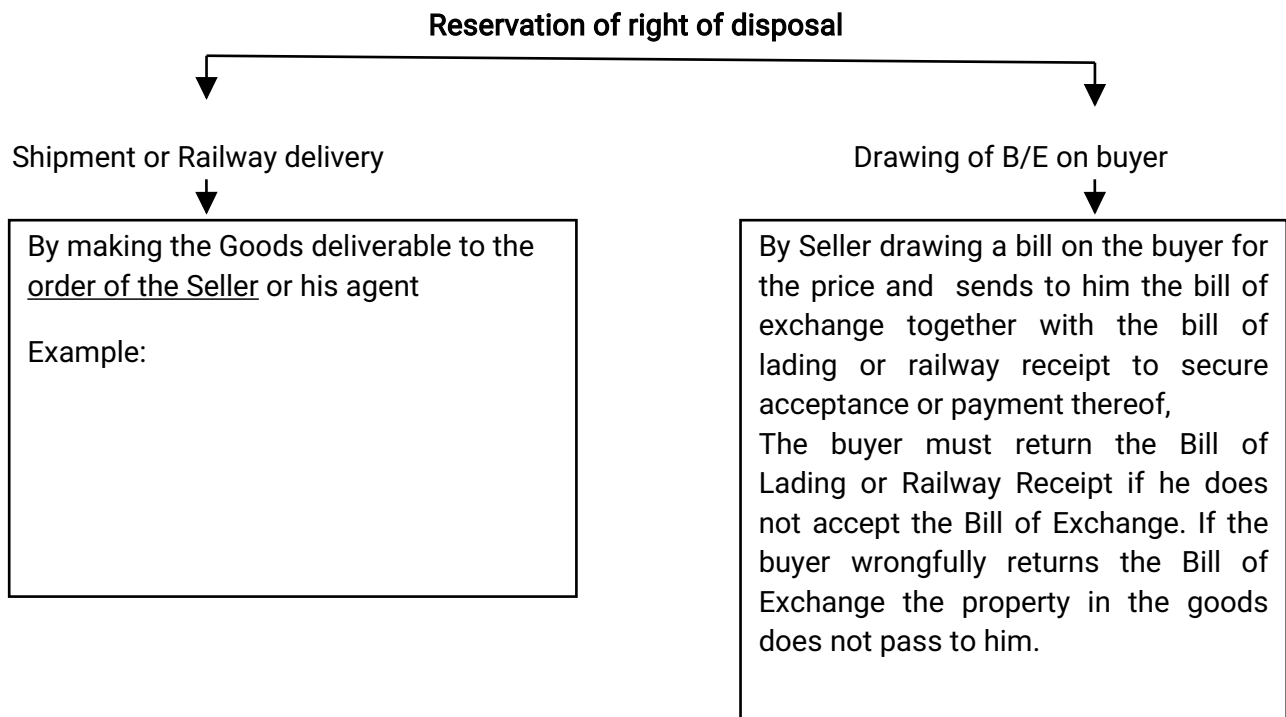 Reservation of right of disposal
Shipment or Railway delivery
Drawing of B/E on buyer
By making the Goods deliverable to the
order of the Seller or his agent
Example:
By Seller drawing a bill on the buyer for
the price and sends to him the bill of
exchange together with the bill of
lading or railway receipt to secure
acceptance or payment thereof,
The buyer must return the Bill of
Lading or Railway Receipt if he does
not accept the Bill of Exchange. If the
buyer wrongfully returns the Bill of
Exchange the property in the goods
does not pass to him.